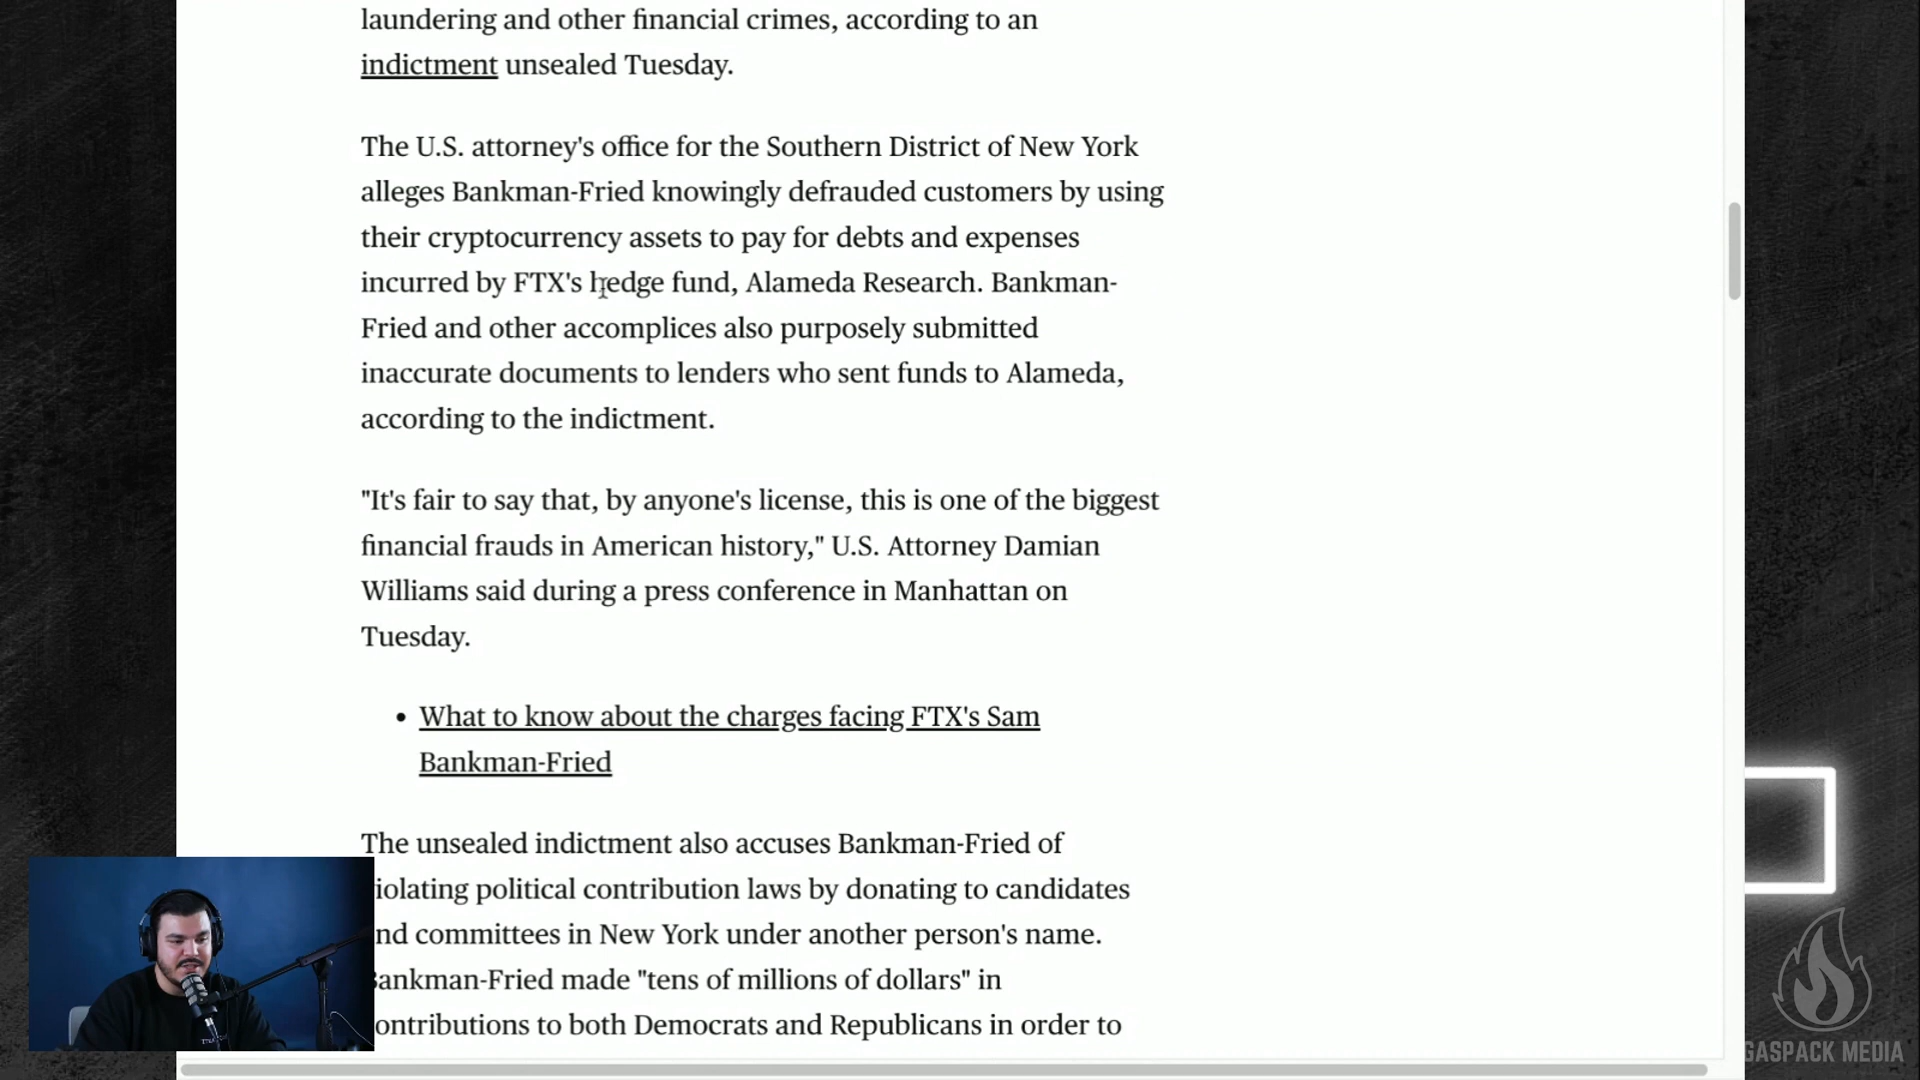 laundering and other financial crimes, according to an
indictment unsealed Tuesday.
The U.S. attorney's office for the Southern District of New York
alleges Bankman-Fried knowingly defrauded customers by using
their cryptocurrency assets to pay for debts and expenses
incurred by FTX's hedge fund, Alameda Research. Bankman-
Fried and other accomplices also purposely submitted
inaccurate documents to lenders who sent funds to Alameda,
according to the indictment.
"It's fair to say that, by anyone's license, this is one of the biggest
financial frauds in American history," U.S. Attorney Damian
Williams said during a press conference in Manhattan on
Tuesday.
• What to know about the charges facing FTX's Sam
Bankman-Fried
The unsealed indictment also accuses Bankman-Fried of
iolating political contribution laws by donating to candidates
nd committees in New York under another person's name.
ankman-Fried made "tens of millions of dollars" in
ontributions to both Democrats and Republicans in order to
GASPACK MEDIA